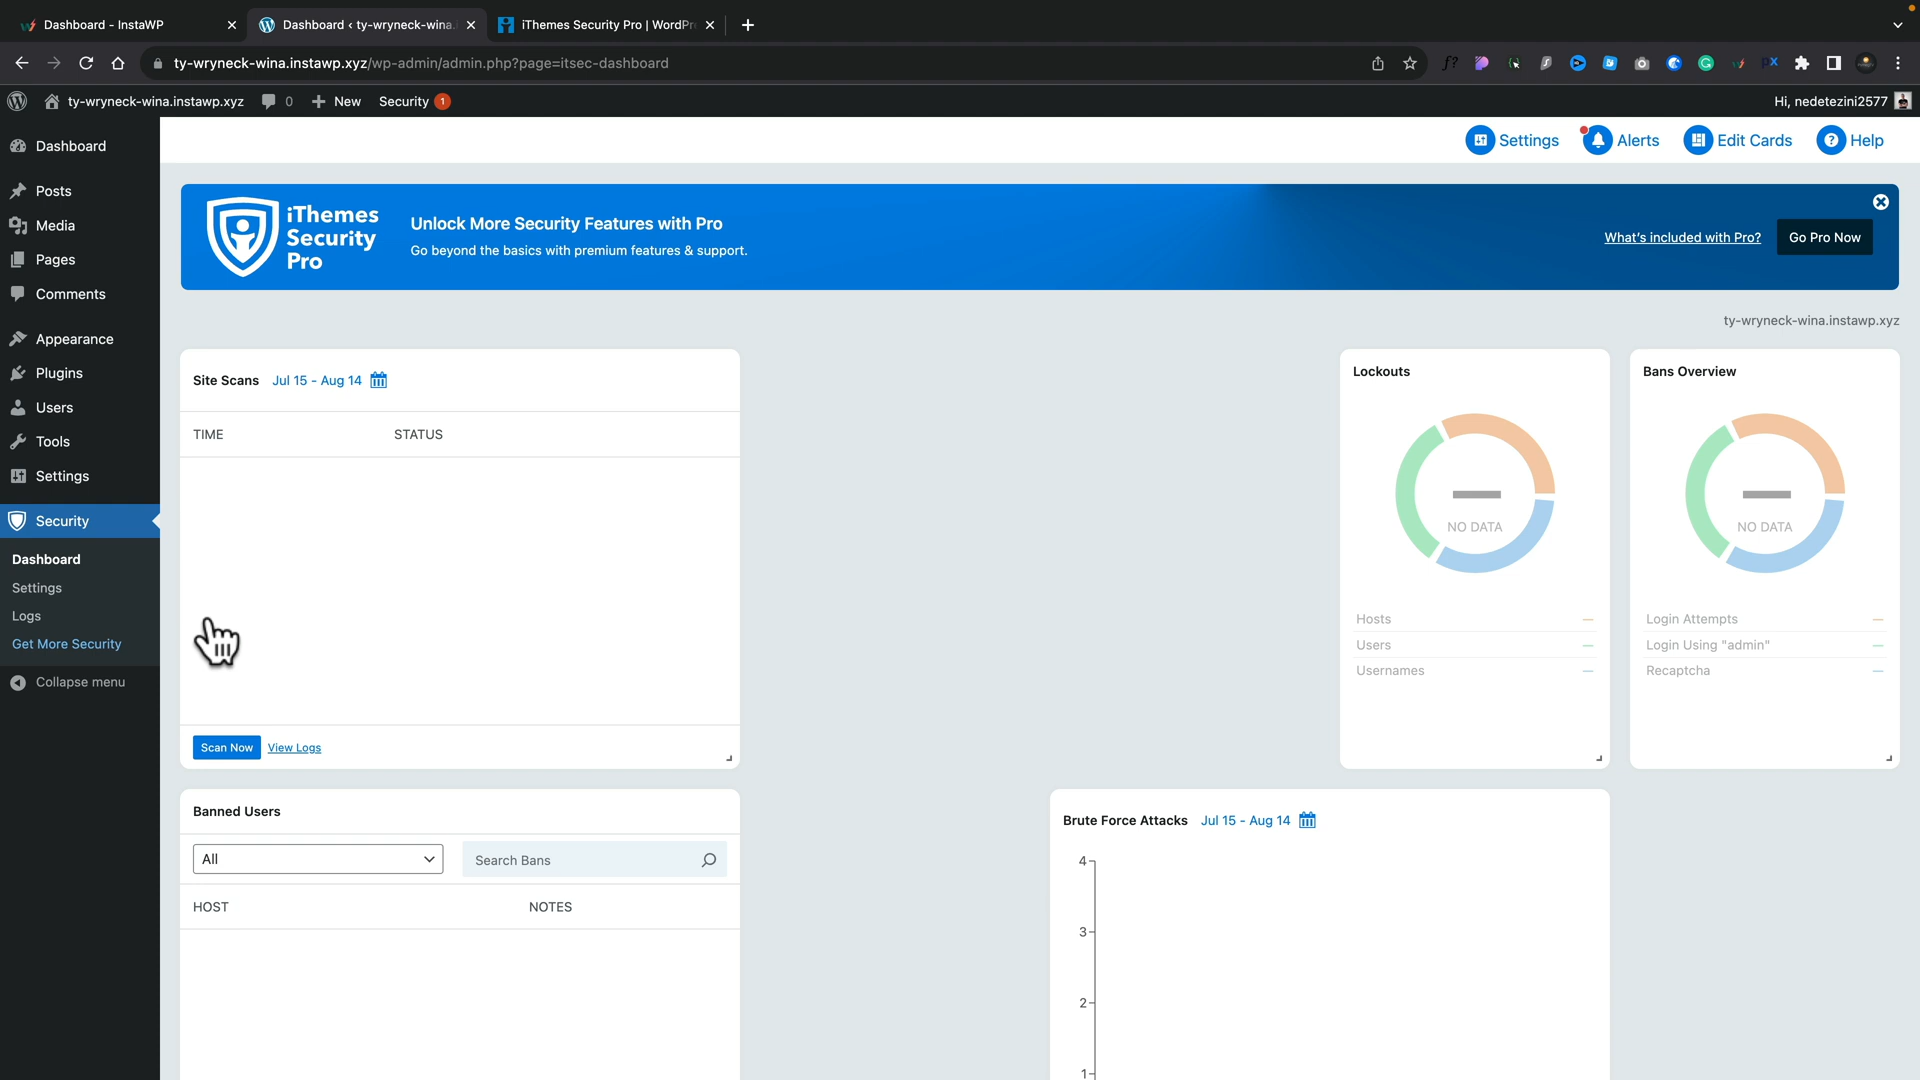 Dashboard - InstaWP
Dashboard ‹ ty-wryneck-wina.
iThemes Security Pro | WordPr
ty-wryneck-wina.instawp.xyz/wp-admin/admin.php?page=itsec-dashboard
ty-wryneck-wina.instawp.xyz 0 New Security 1
Hi, nedetezini2577
Dashboard
Posts
Media
Pages
Comments
Appearance
Plugins
Users
Tools
Settings
Security
Dashboard
Settings
Logs
Get More Security
Collapse menu
Settings Alerts Edit Cards Help
iThemes
Security
Pro
Unlock More Security Features with Pro
Go beyond the basics with premium features & support.
What's included with Pro?
Go Pro Now
ty-wryneck-wina.instawp.xyz
Site Scans Jul 15 - Aug 14
TIME STATUS
Scan Now View Logs
Lockouts
NO DATA
Hosts —
Users —
Usernames —
Bans Overview
NO DATA
Login Attempts —
Login Using "admin" —
Recaptcha —
Banned Users
All
Search Bans
HOST NOTES
Brute Force Attacks Jul 15 - Aug 14
4
3
2
1